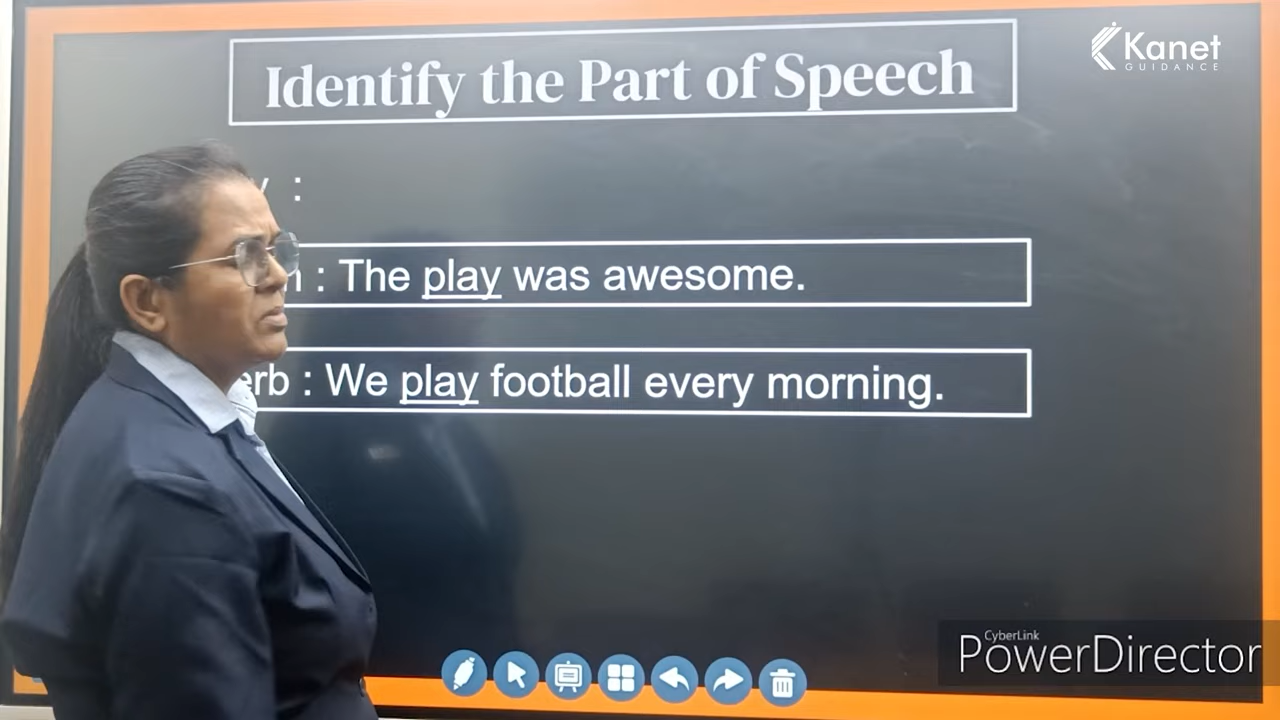 Kanet
GUIDANCE
Identify the Part of Speech
:
: The play was awesome.
: We play football every morning.
CyberLink
PowerDirector